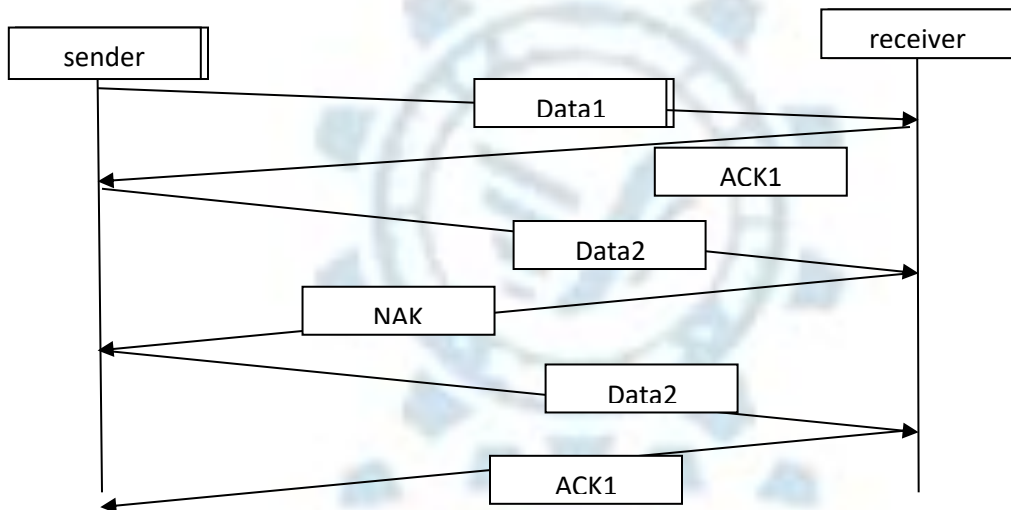 sender
receiver
Data1
ACK1
Data2
NAK
Data2
ACK1